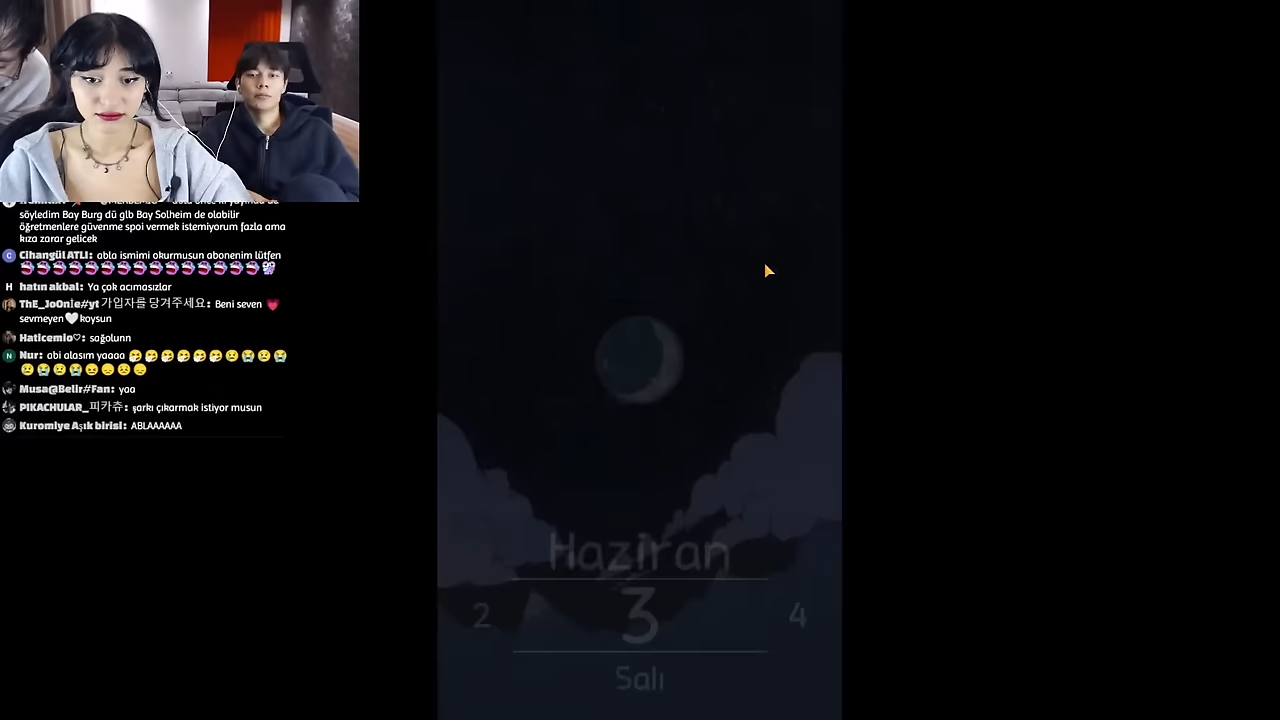 söyledim Bay Burg dü glb Bay Solheim de olabilir
öğretmenlere güvenme spoi vermek istemiyorum fazla ama
kıza zarar gelicek
C Cihangül ATLI: abla ismimi okurmusun abonenim lütfen
H hatın akbal: Ya çok acımasızlar
ThE_JoOnie#yt 가입자를 당겨주세요: Beni seven
sevmeyen koysun
Haticemio♡: sağolunn
N Nur: abi alasım yaaaa
Musa@Belir#Fan: yaa
PIKACHULAR_피카츄: şarkı çıkarmak istiyor musun
Kuromiye Aşık birisi: ABLAAAAAA
Haziran
2 3 4
Salı